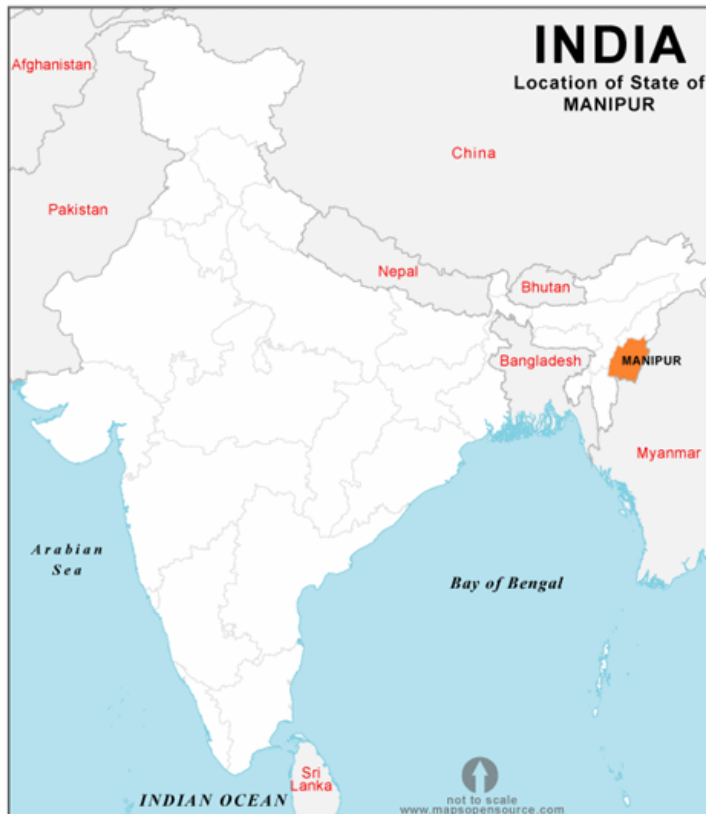 INDIA
Location of State of
MANIPUR
Afghanistan
China
Pakistan
Nepal
Bhutan
Bangladesh
MANIPUR
Myanmar
Arabian
Sea
Bay of Bengal
Sri
Lanka
INDIAN OCEAN
not to scale
www.mapsopensource.com